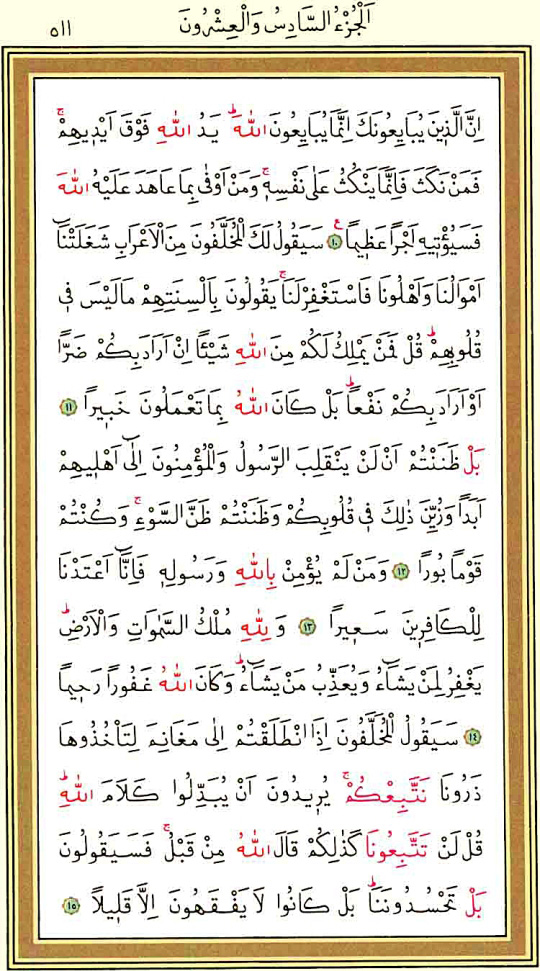 اَلْجُزْءُ السَّادِسُ وَالْعِشْرُونَ
٥١١
اِنَّ الَّذ۪ينَ يُبَايِعُونَكَ اِنَّمَا يُبَايِعُونَ اللّٰهَۜ يَدُ اللّٰهِ فَوْقَ اَيْد۪يهِمْۚ
فَمَنْ نَكَثَ فَاِنَّمَا يَنْكُثُ عَلٰى نَفْسِه۪ۚ وَمَنْ اَوْفٰى بِمَا عَاهَدَ عَلَيْهُ اللّٰهَ
فَسَيُؤْت۪يهِ اَجْراً عَظ۪يماً۟ ﴿١٠﴾ سَيَقُولُ لَكَ الْمُخَلَّفُونَ مِنَ الْاَعْرَابِ شَغَلَتْنَٓا
اَمْوَالُنَا وَاَهْلُونَا فَاسْتَغْفِرْ لَنَاۚ يَقُولُونَ بِاَلْسِنَتِهِمْ مَا لَيْسَ ف۪ي
قُلُوبِهِمْۜ قُلْ فَمَنْ يَمْلِكُ لَكُمْ مِنَ اللّٰهِ شَيْـٔاً اِنْ اَرَادَ بِكُمْ ضَراًّ
اَوْ اَرَادَ بِكُمْ نَفْعاًۜ بَلْ كَانَ اللّٰهُ بِمَا تَعْمَلُونَ خَب۪يراً ﴿١١﴾
بَلْ ظَنَنْتُمْ اَنْ لَنْ يَنْقَلِبَ الرَّسُولُ وَالْمُؤْمِنُونَ اِلٰٓى اَهْل۪يهِمْ
اَبَداً وَزُيِّنَ ذٰلِكَ ف۪ي قُلُوبِكُمْ وَظَنَنْتُمْ ظَنَّ السَّوْءِۚ وَكُنْتُمْ
قَوْماً بُوراً ﴿١٢﴾ وَمَنْ لَمْ يُؤْمِنْ بِاللّٰهِ وَرَسُولِه۪ فَاِنَّٓا اَعْتَدْنَا
لِلْكَافِر۪ينَ سَع۪يراً ﴿١٣﴾ وَلِلّٰهِ مُلْكُ السَّمٰوَاتِ وَالْاَرْضِۜ
يَغْفِرُ لِمَنْ يَشَٓاءُ وَيُعَذِّبُ مَنْ يَشَٓاءُۜ وَكَانَ اللّٰهُ غَفُوراً رَح۪يماً
﴿١٤﴾ سَيَقُولُ الْمُخَلَّفُونَ اِذَا انْطَلَقْتُمْ اِلٰى مَغَانِمَ لِتَأْخُذُوهَا
ذَرُونَا نَتَّبِعْكُمْۚ يُر۪يدُونَ اَنْ يُبَدِّلُوا كَلَامَ اللّٰهِۜ
قُلْ لَنْ تَتَّبِعُونَا كَذٰلِكُمْ قَالَ اللّٰهُ مِنْ قَبْلُۚ فَسَيَقُولُونَ
بَلْ تَحْسُدُونَنَاۜ بَلْ كَانُوا لَا يَفْقَهُونَ اِلَّا قَل۪يلاً ﴿١٥﴾